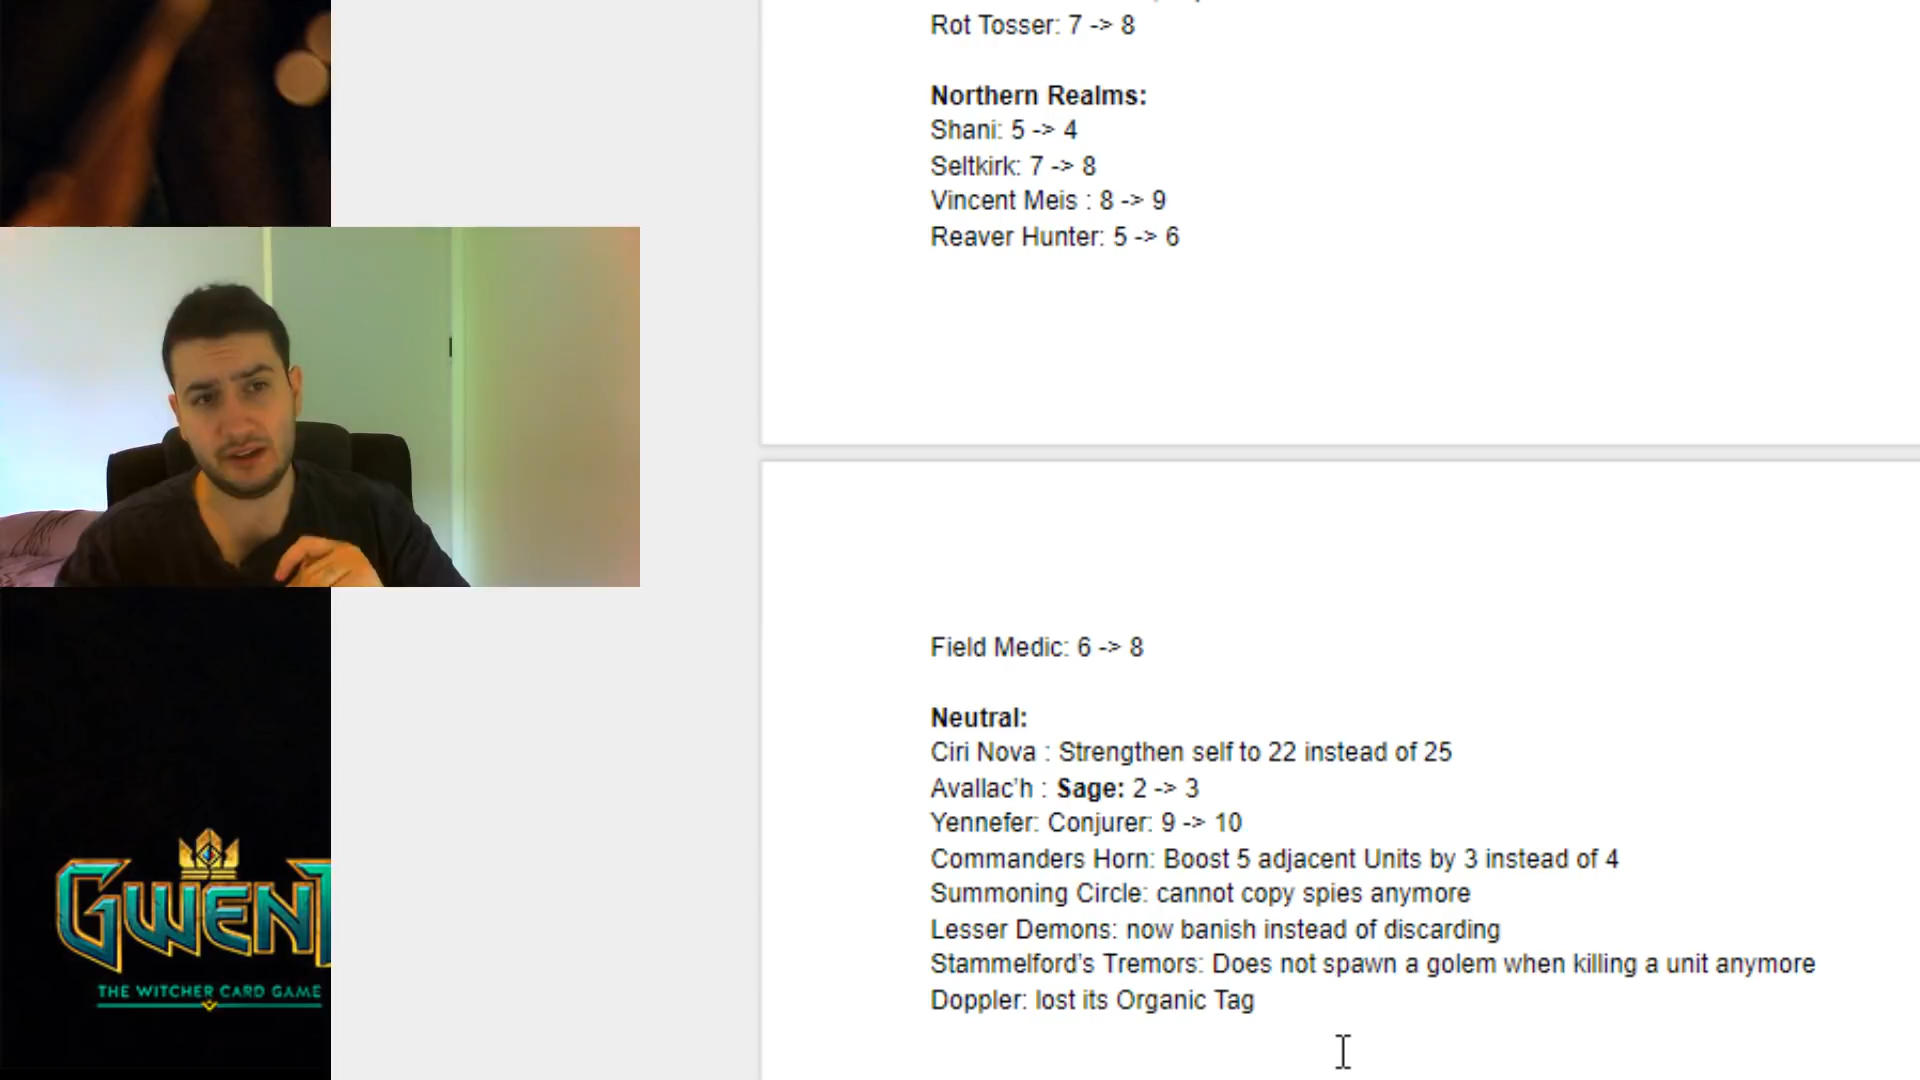 Rot Tosser: 7 -> 8
Northern Realms:
Shani: 5 -> 4
Seltkirk: 7 -> 8
Vincent Meis : 8 -> 9
Reaver Hunter: 5 -> 6
Field Medic: 6 -> 8
Neutral:
Ciri Nova : Strengthen self to 22 instead of 25
Avallac'h : Sage: 2 -> 3
Yennefer: Conjurer: 9 -> 10
Commanders Horn: Boost 5 adjacent Units by 3 instead of 4
Summoning Circle: cannot copy spies anymore
Lesser Demons: now banish instead of discarding
Stammelford's Tremors: Does not spawn a golem when killing a unit anymore
Doppler: lost its Organic Tag
GWENT
THE WITCHER CARD GAME